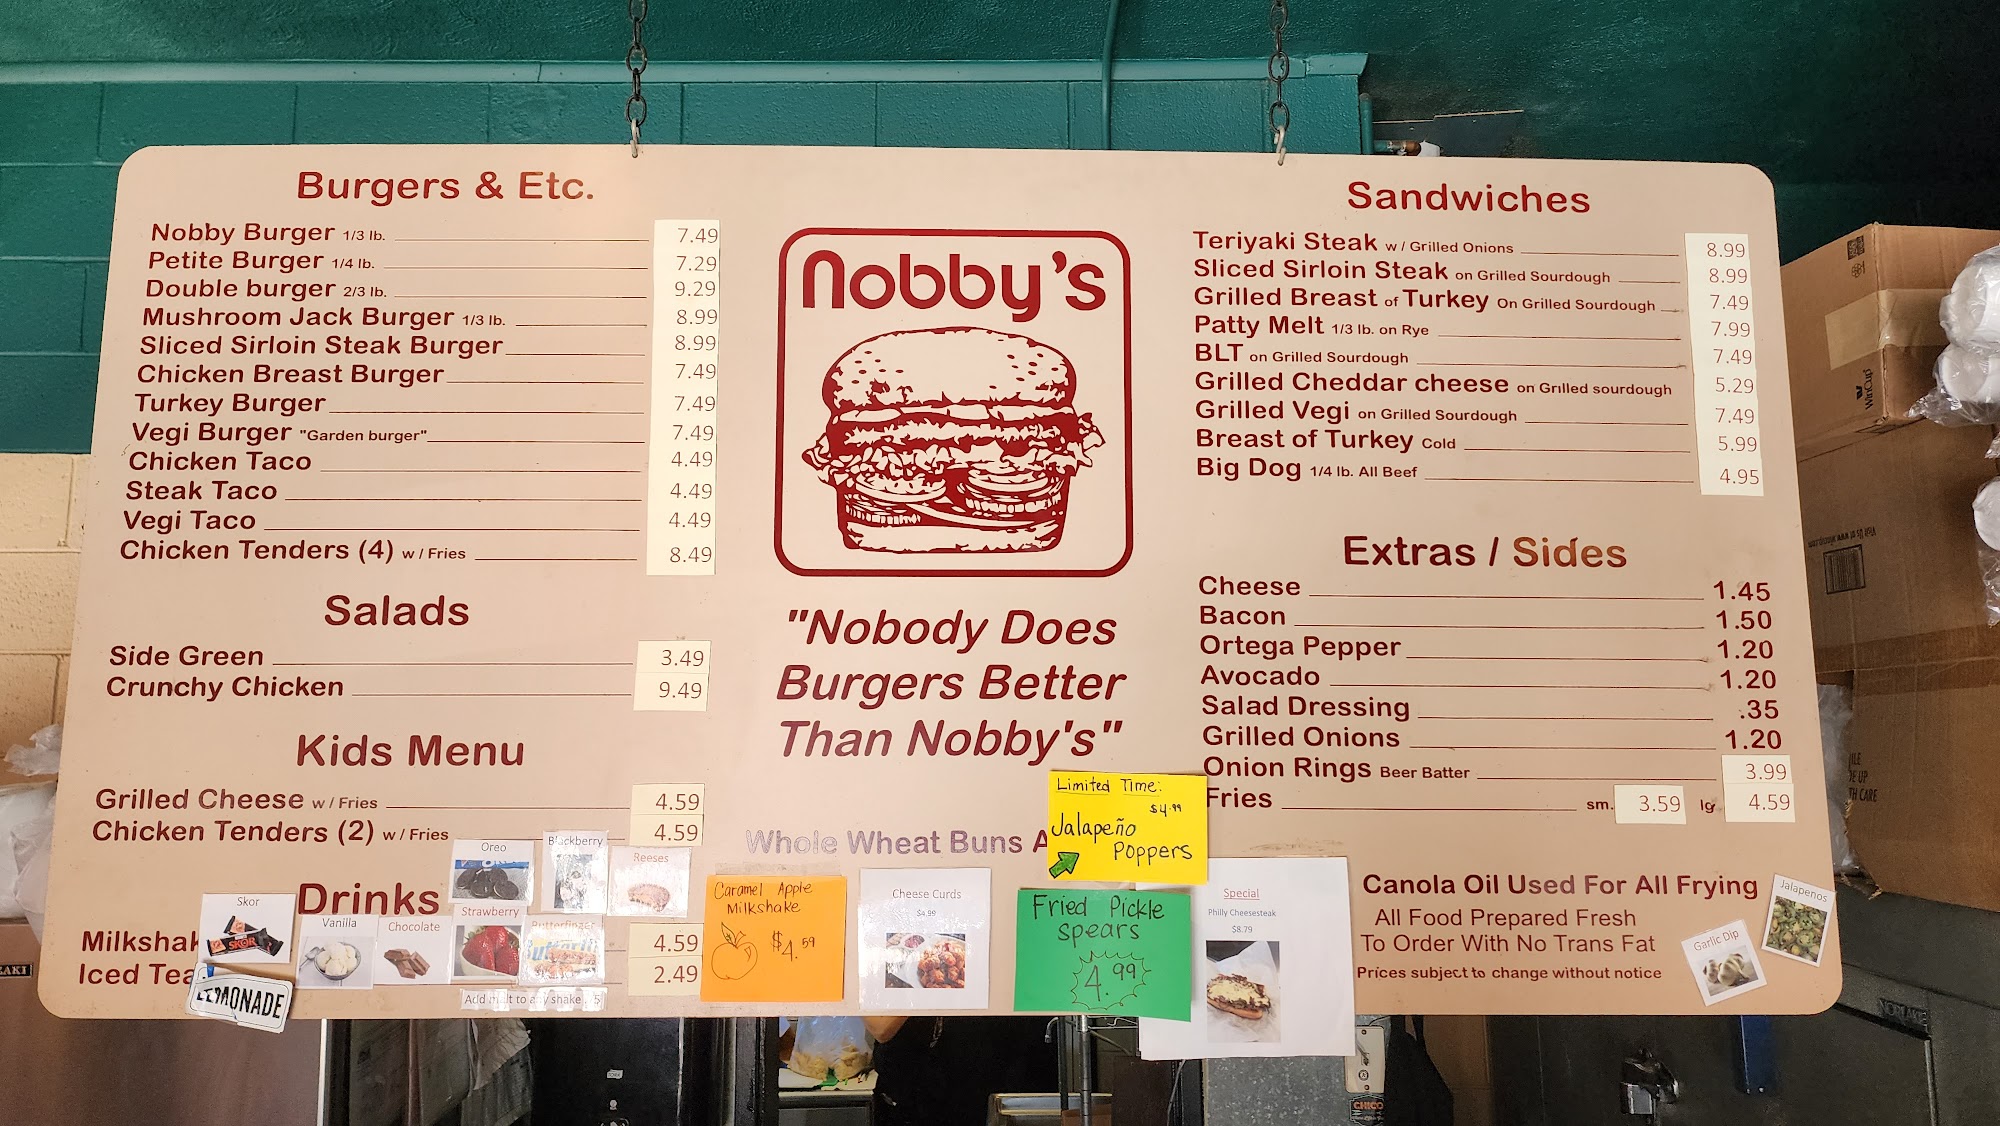 Burgers & Etc.
Nobby Burger 1/3 lb. 7.49
Petite Burger 1/4 lb. 7.29
Double burger 2/3 lb. 9.29
Mushroom Jack Burger 1/3 lb. 8.99
Sliced Sirloin Steak Burger 8.99
Chicken Breast Burger 7.49
Turkey Burger 7.49
Vegi Burger "Garden burger" 7.49
Chicken Taco 4.49
Steak Taco 4.49
Vegi Taco 4.49
Chicken Tenders (4) w / Fries 8.49
Salads
Side Green 3.49
Crunchy Chicken 9.49
Kids Menu
Grilled Cheese w / Fries 4.59
Chicken Tenders (2) w / Fries 4.59
Drinks
Milkshak 4.59
Iced Tea 2.49
LEMONADE
Skor
SKOR
Vanilla
Chocolate
Oreo
Strawberry
Blackberry
Butterfinger
Reeses
Add malt to any shake .75
nobby's
"Nobody Does
Burgers Better
Than Nobby's"
Whole Wheat Buns A
Limited Time:
$4.99
Jalapeño
Poppers
Caramel Apple
Milkshake
$4.59
Cheese Curds
$4.99
Fried Pickle
spears
4.99
Special
Philly Cheesesteak
$8.79
Sandwiches
Teriyaki Steak w / Grilled Onions 8.99
Sliced Sirloin Steak on Grilled Sourdough 8.99
Grilled Breast of Turkey On Grilled Sourdough 7.49
Patty Melt 1/3 lb. on Rye 7.99
BLT on Grilled Sourdough 7.49
Grilled Cheddar cheese on Grilled sourdough 5.29
Grilled Vegi on Grilled Sourdough 7.49
Breast of Turkey Cold 5.99
Big Dog 1/4 lb. All Beef 4.95
Extras / Sides
Cheese 1.45
Bacon 1.50
Ortega Pepper 1.20
Avocado 1.20
Salad Dressing .35
Grilled Onions 1.20
Onion Rings Beer Batter 3.99
Fries sm. 3.59 lg 4.59
Canola Oil Used For All Frying
All Food Prepared Fresh
To Order With No Trans Fat
Prices subject to change without notice
Garlic Dip
Jalapenos
WinCup
CHICO